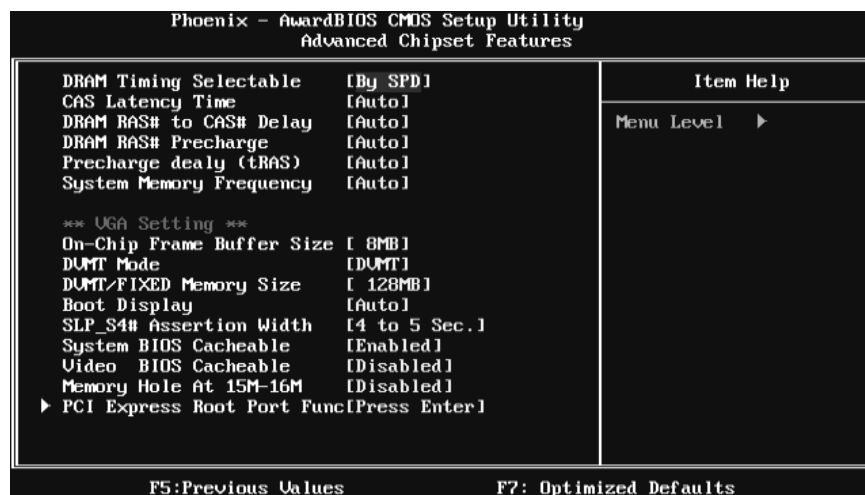 Phoenix - AwardBIOS CMOS Setup Utility
Advanced Chipset Features
DRAM Timing Selectable [By SPD]
CAS Latency Time [Auto]
DRAM RAS# to CAS# Delay [Auto]
DRAM RAS# Precharge [Auto]
Precharge dealy (tRAS) [Auto]
System Memory Frequency [Auto]
** VGA Setting **
On-Chip Frame Buffer Size [ 8MB]
DVMT Mode [DVMT]
DVMT/FIXED Memory Size [ 128MB]
Boot Display [Auto]
SLP_S4# Assertion Width [4 to 5 Sec.]
System BIOS Cacheable [Enabled]
Video BIOS Cacheable [Disabled]
Memory Hole At 15M-16M [Disabled]
PCI Express Root Port Func[Press Enter]
Item Help
Menu Level
F5:Previous Values F7: Optimized Defaults